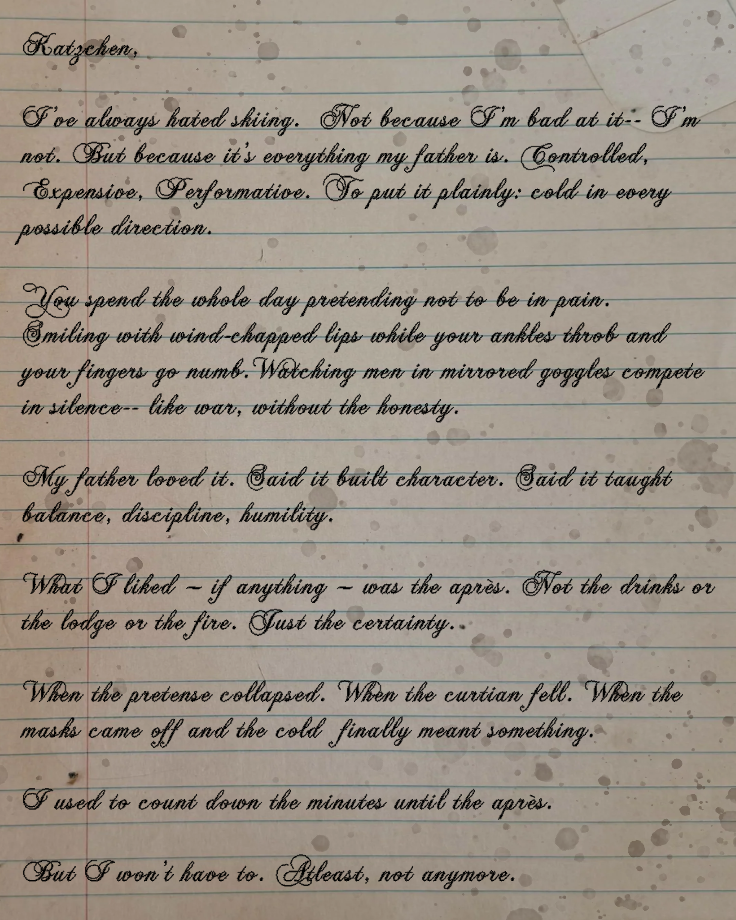 Katzchen,
I've always hated skiing. Not because I'm bad at it-- I'm
not. But because it's everything my father is. Controlled,
Expensive, Performative. To put it plainly: cold in every
possible direction.
You spend the whole day pretending not to be in pain.
Smiling with wind-chapped lips while your ankles throb and
your fingers go numb. Watching men in mirrored goggles compete
in silence-- like war, without the honesty.
My father loved it. Said it built character. Said it taught
balance, discipline, humility.
What I liked – if anything – was the après. Not the drinks or
the lodge or the fire. Just the certainty..
When the pretense collapsed. When the curtian fell. When the
masks came off and the cold finally meant something.
I used to count down the minutes until the après.
But I won't have to. Atleast, not anymore.